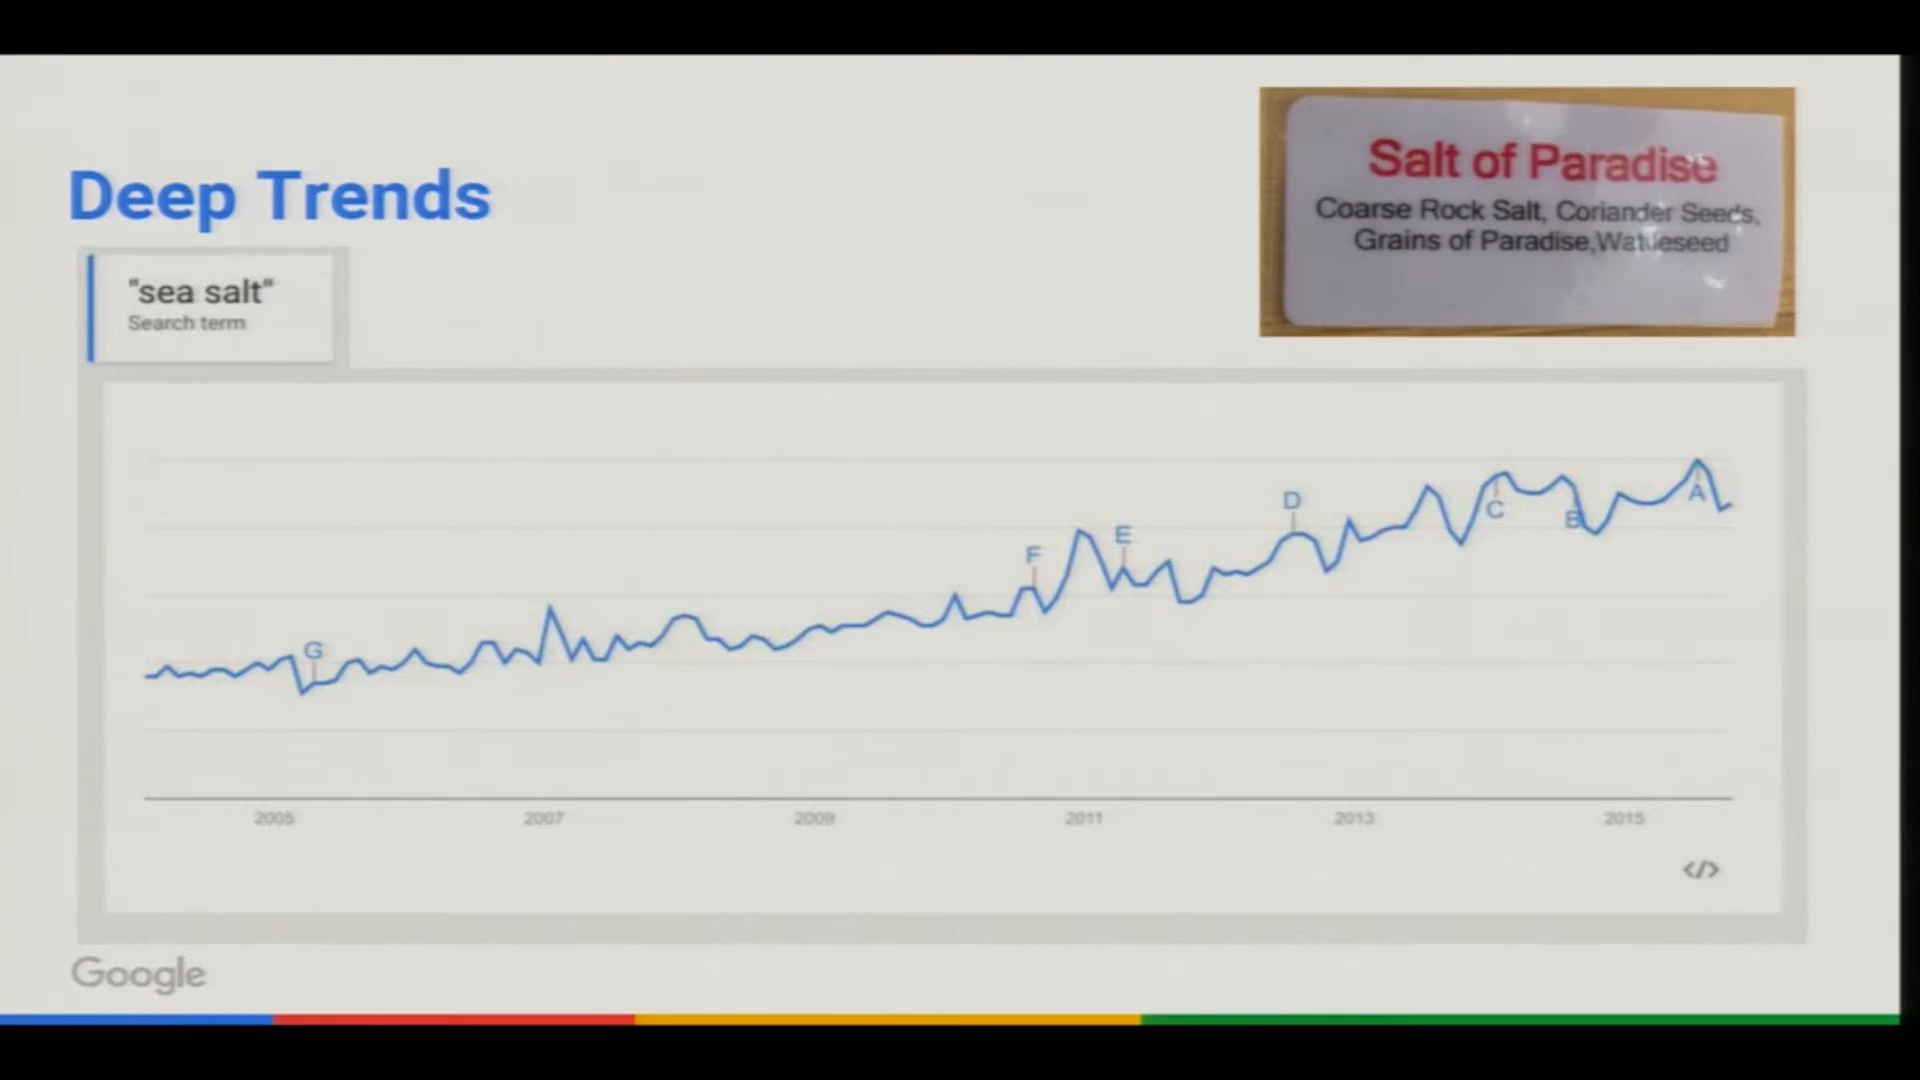 Deep Trends
Salt of Paradise
Coarse Rock Salt, Coriander Seeds,
Grains of Paradise,Wattleseed
"sea salt"
Search term
G
F
E
D
C
B
A
2005
2007
2009
2011
2013
2015
</>
Google